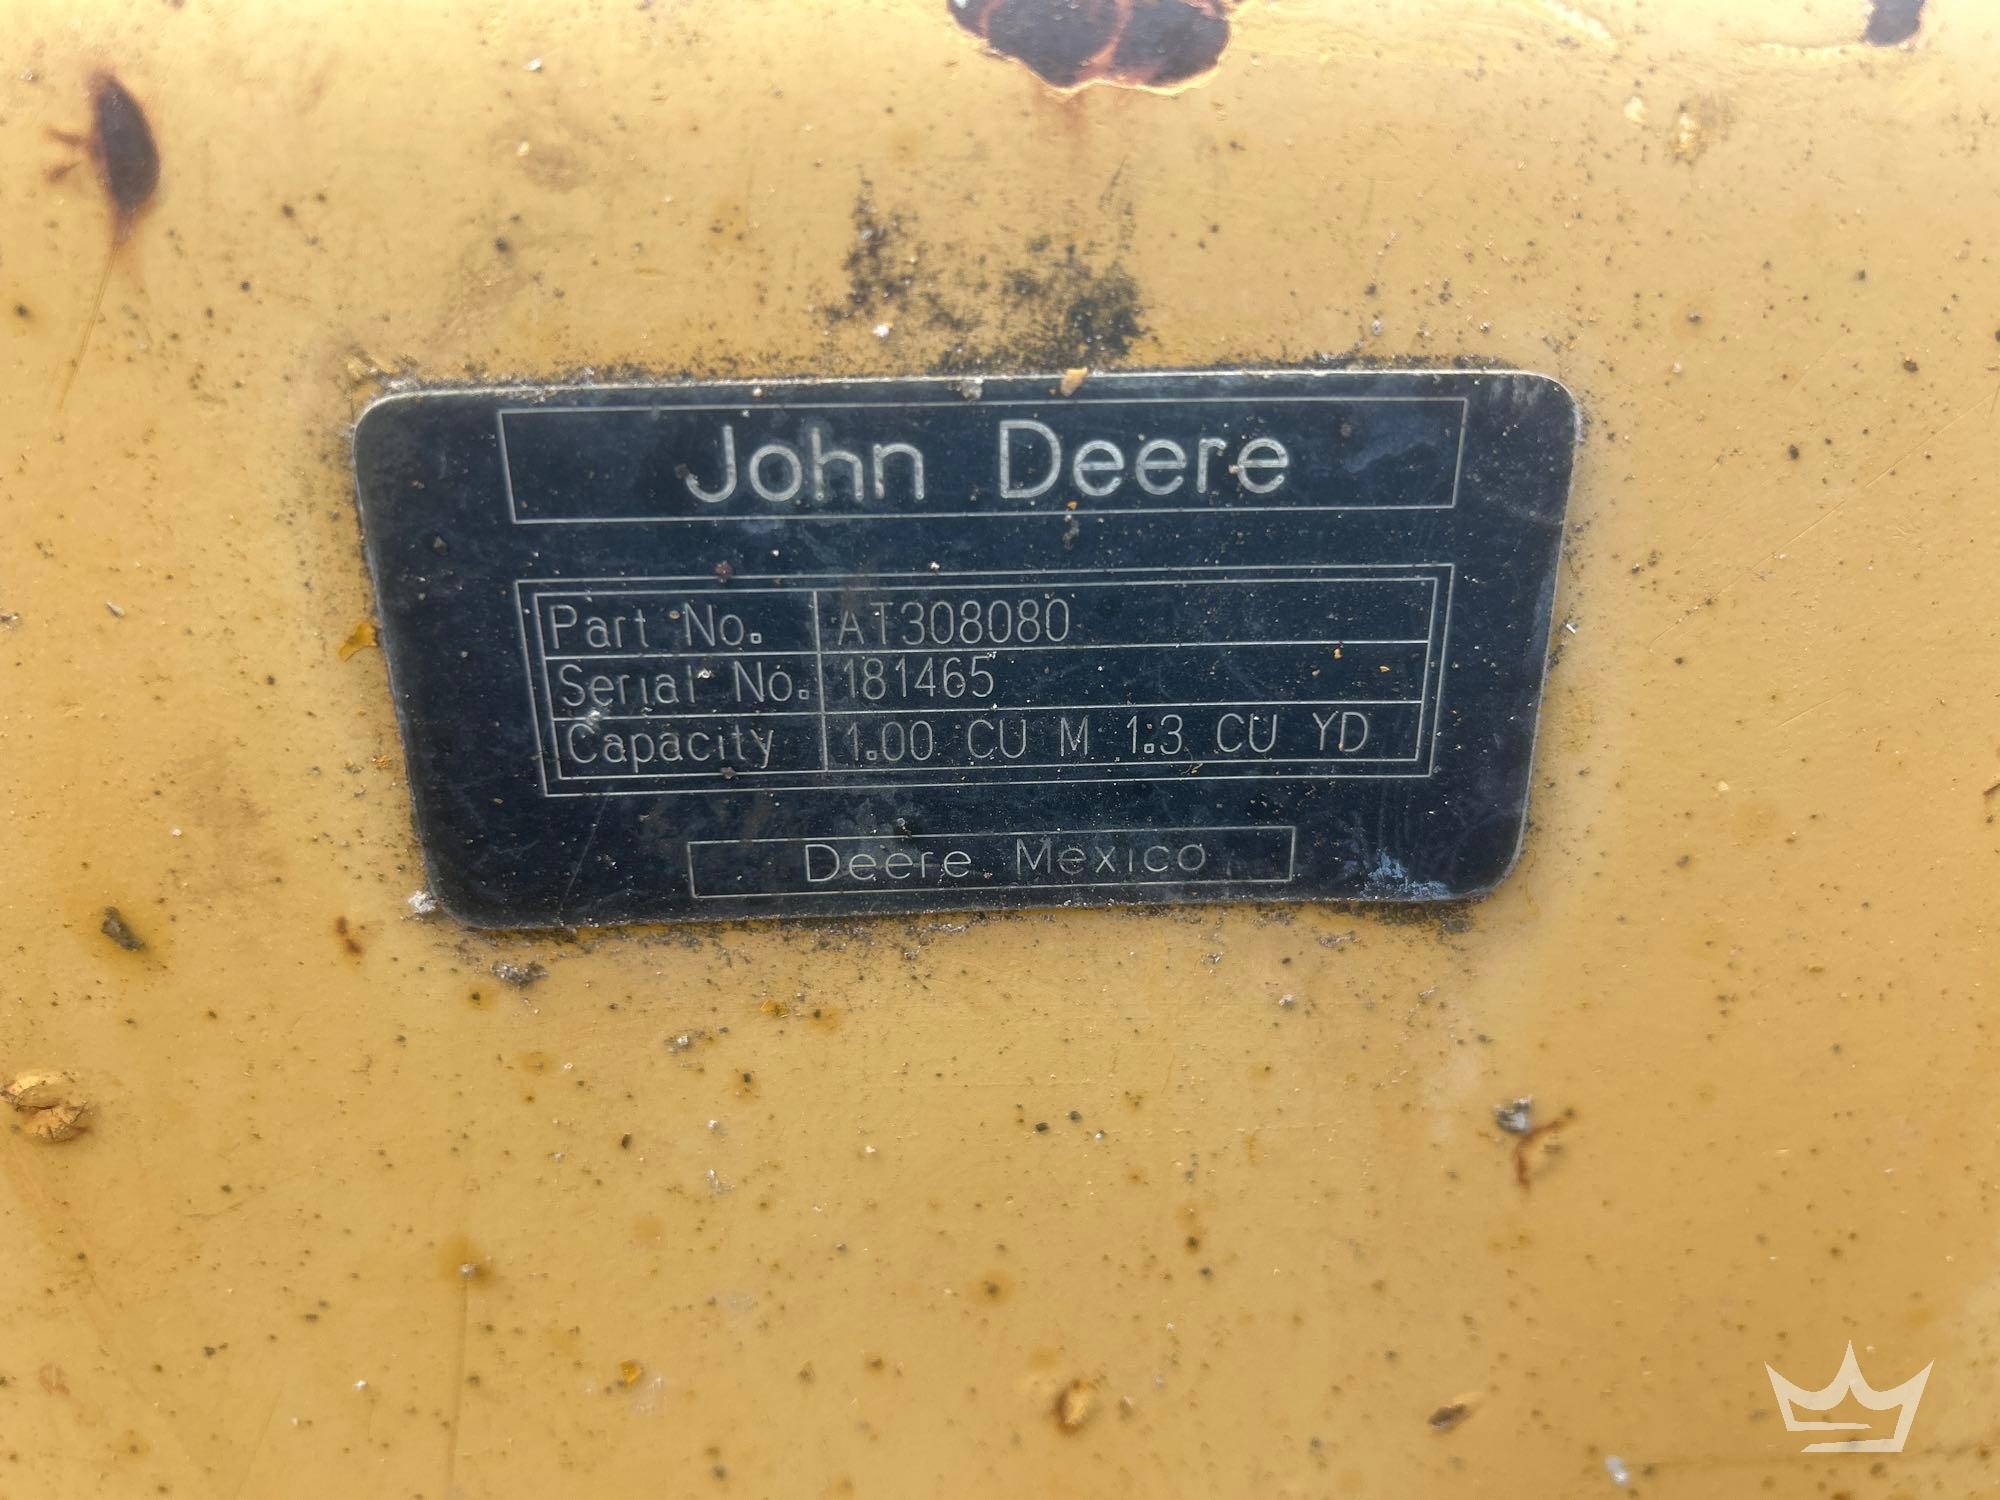 John Deere
Part No. AT308080
Serial No. 181465
Capacity 1.00 CU M 1.3 CU YD
Deere Mexico